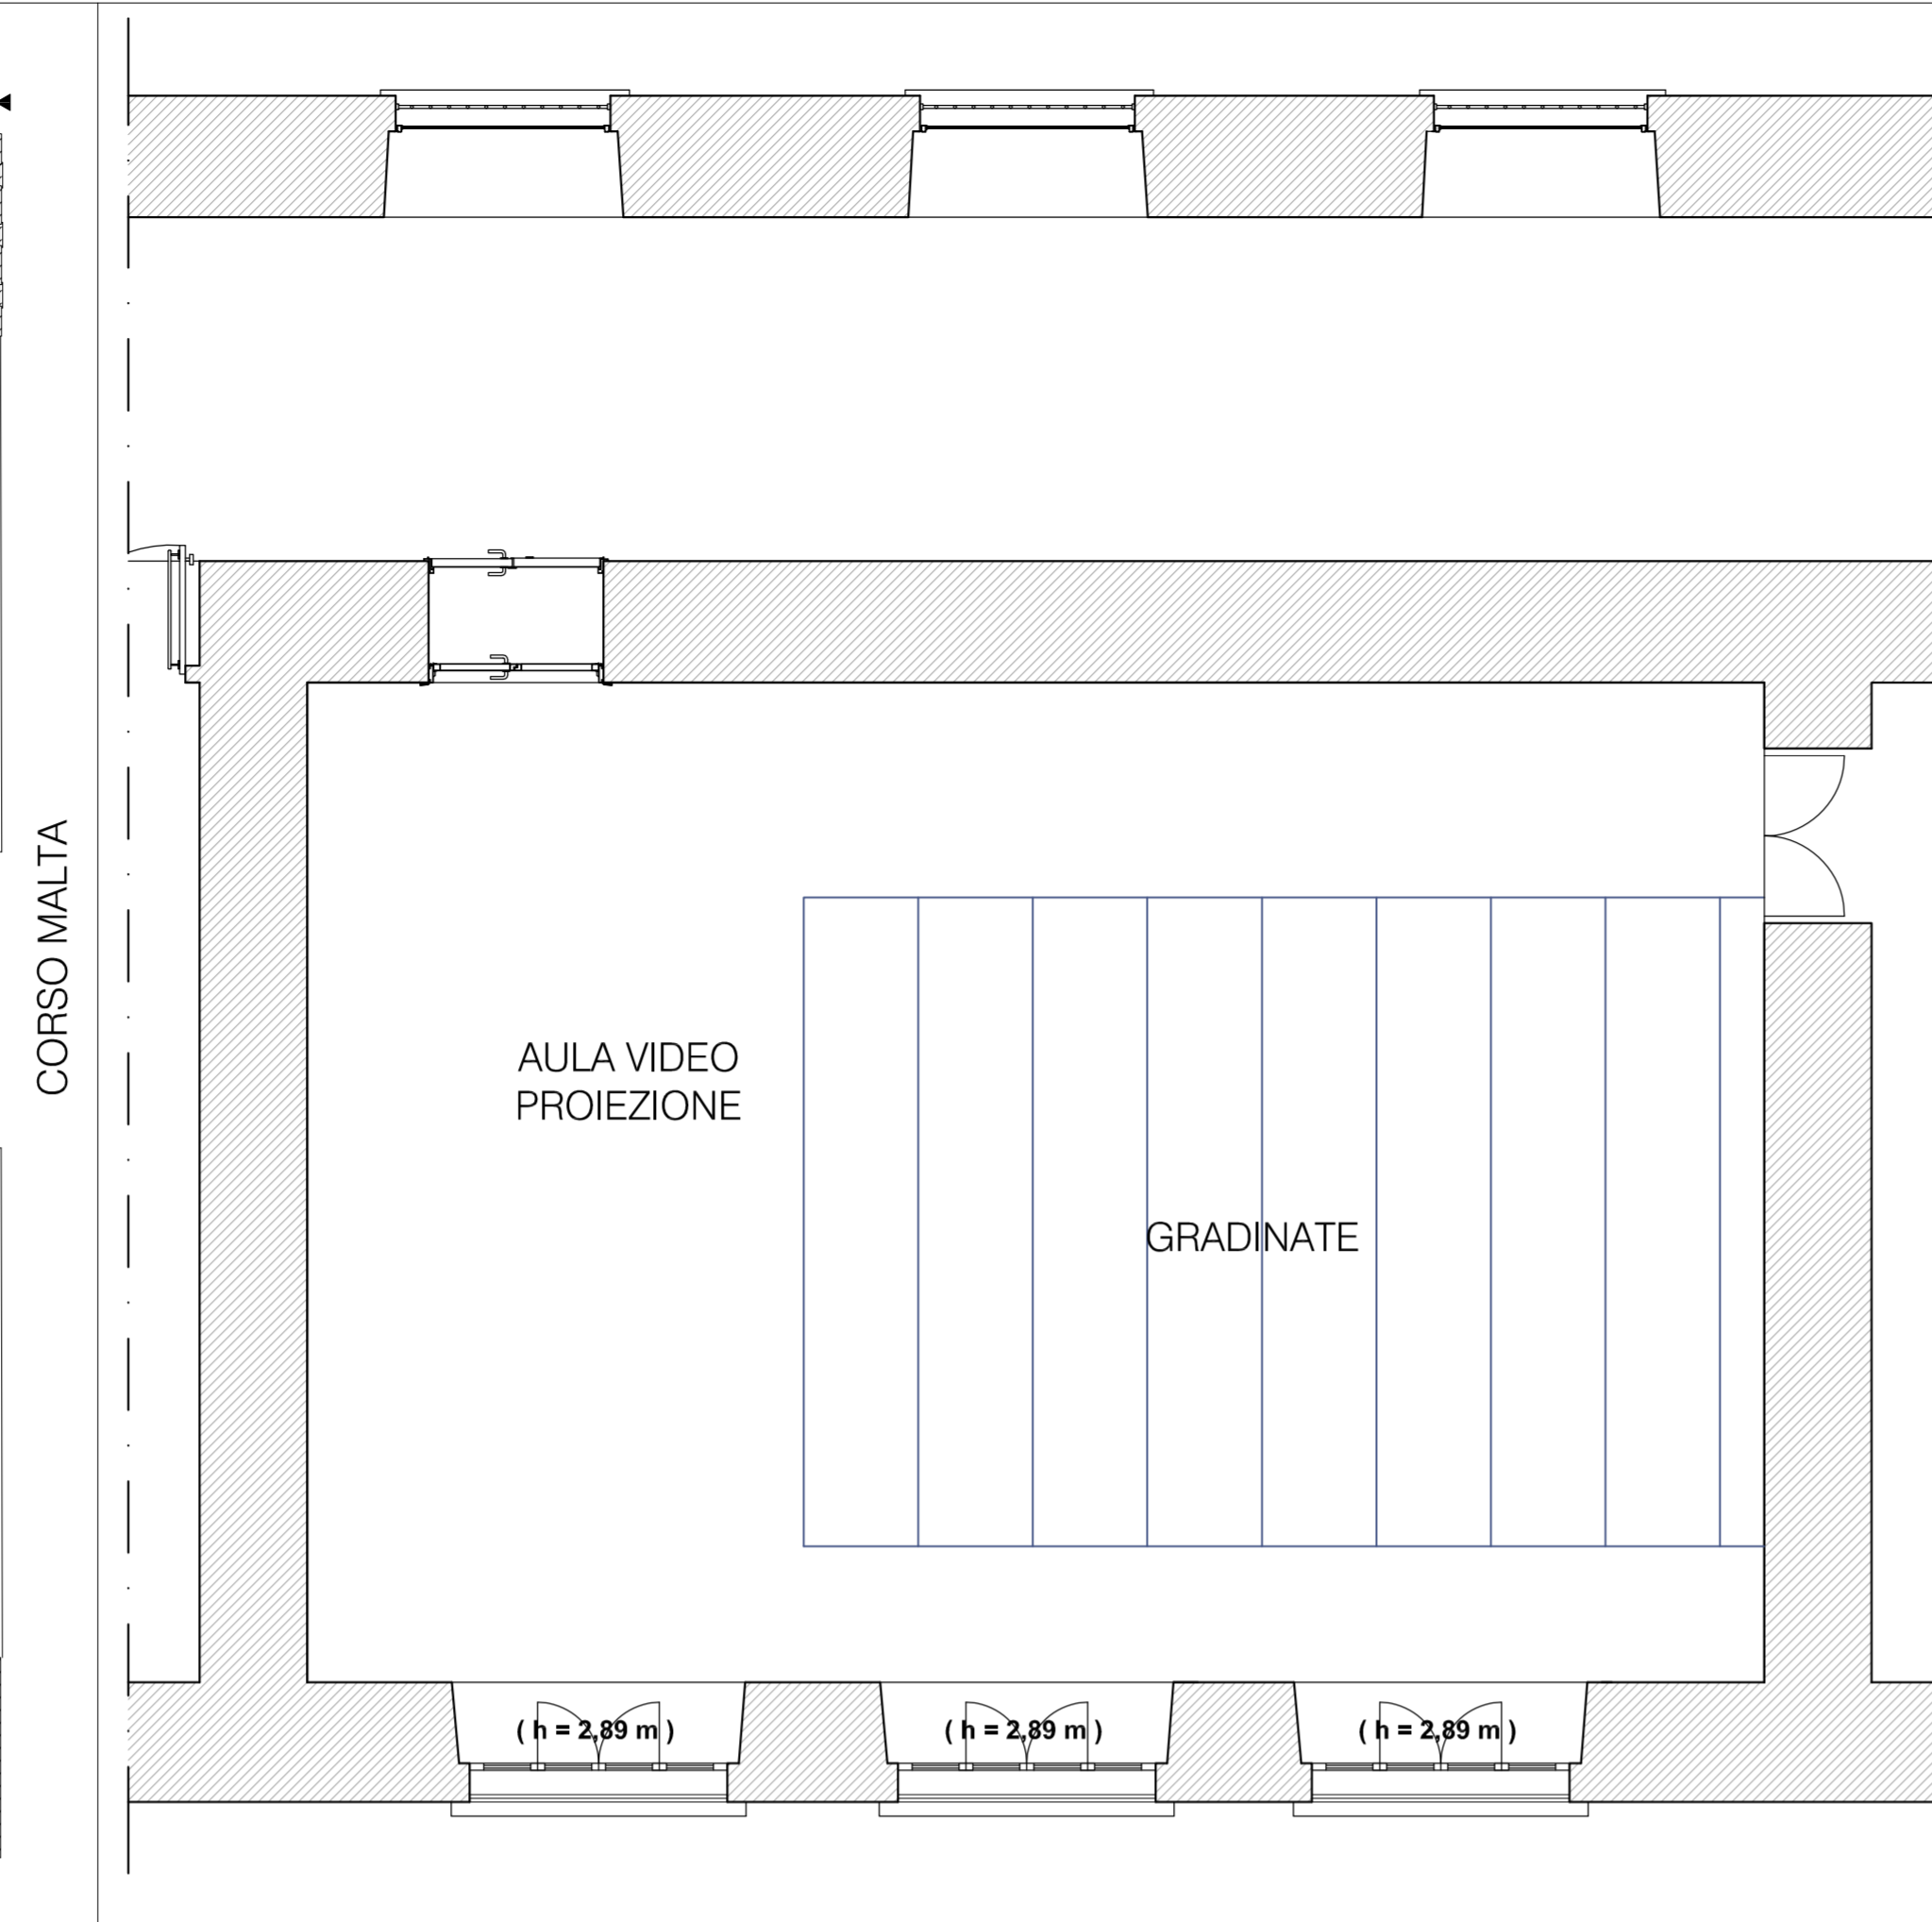 CORSO MALTA
AULA VIDEO
PROIEZIONE
GRADINATE
( h = 2,89 m )
( h = 2,89 m )
( h = 2,89 m )